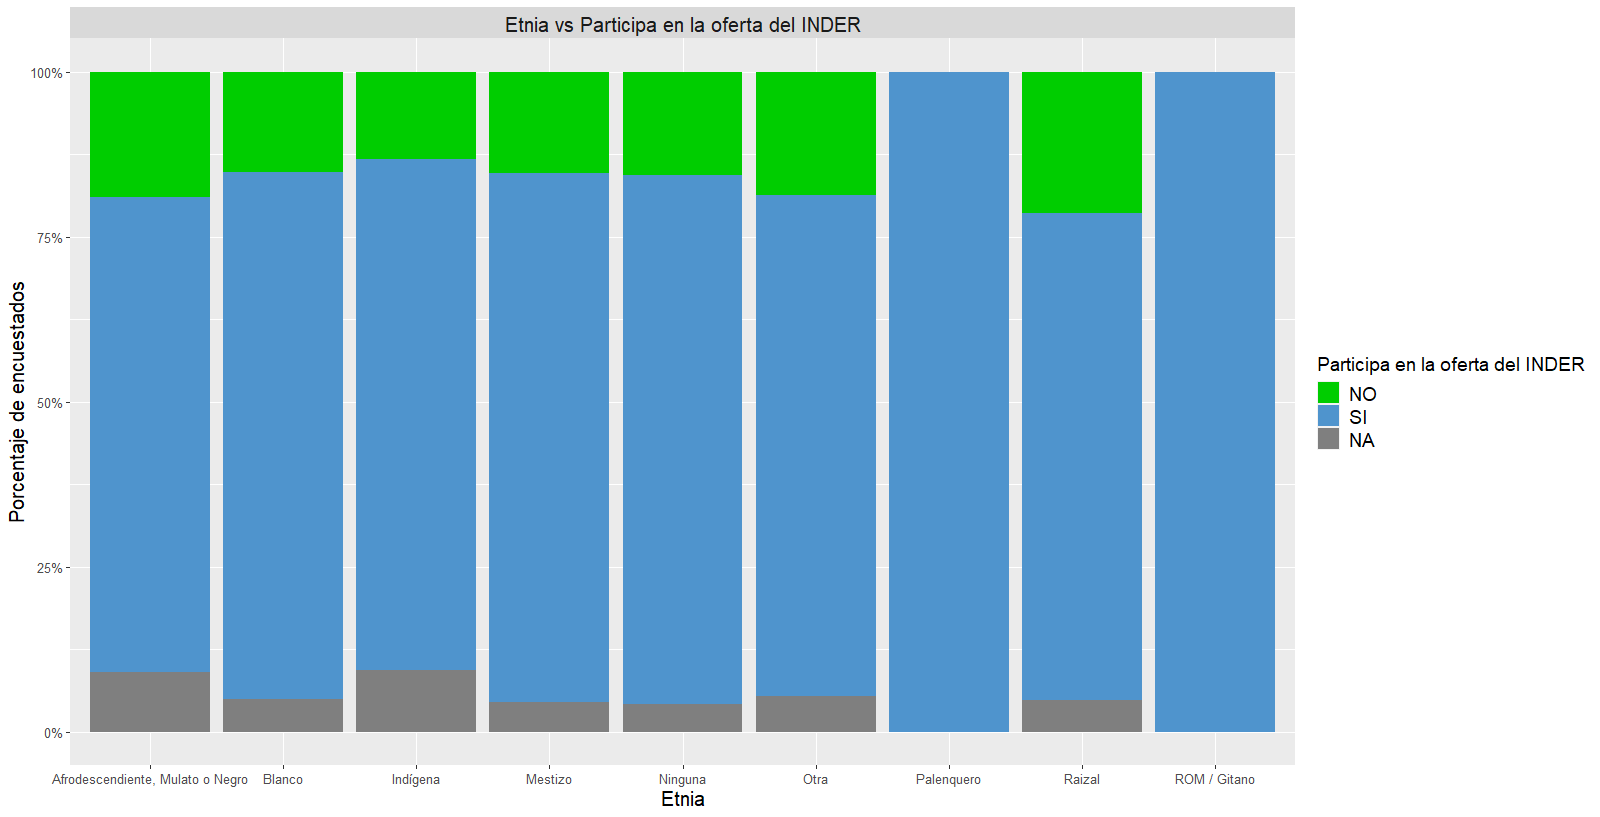 Etnia vs Participa en la oferta del INDER
100%
75%
50%
25%
0%
Porcentaje de encuestados
Afrodescendiente, Mulato o Negro Blanco Indígena Mestizo Ninguna Otra Palenquero Raizal ROM / Gitano
Etnia
Participa en la oferta del INDER
NO
SI
NA